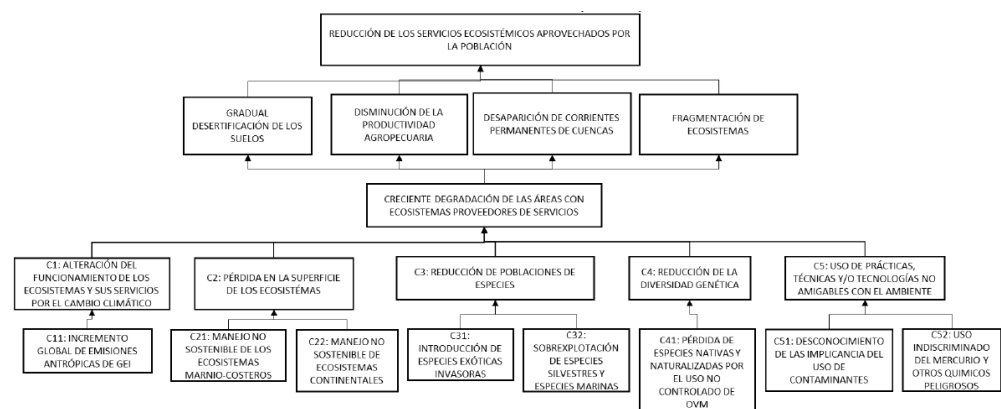 REDUCCIÓN DE LOS SERVICIOS ECOSISTÉMICOS APROVECHADOS POR
LA POBLACIÓN
GRADUAL
DESERTIFICACIÓN DE LOS
SUELOS
DISMINUCIÓN DE LA
PRODUCTIVIDAD
AGROPECUARIA
DESAPARICIÓN DE CORRIENTES
PERMANENTES DE CUENCAS
FRAGMENTACIÓN DE
ECOSISTEMAS
CRECIENTE DEGRADACIÓN DE LAS ÁREAS CON
ECOSISTEMAS PROVEEDORES DE SERVICIOS
C1: ALTERACIÓN DEL
FUNCIONAMIENTO DE LOS
ECOSISTEMAS Y SUS SERVICIOS
POR EL CAMBIO CLIMÁTICO
C2: PÉRDIDA EN LA SUPERFICIE
DE LOS ECOSISTÉMAS
C3: REDUCCIÓN DE POBLACIONES DE
ESPECIES
C4: REDUCCIÓN DE LA
DIVERSIDAD GENÉTICA
C5: USO DE PRÁCTICAS,
TÉCNICAS Y/O TECNOLOGÍAS NO
AMIGABLES CON EL AMBIENTE
C11: INCREMENTO
GLOBAL DE EMISIONES
ANTRÓPICAS DE GEI
C21: MANEJO NO
SOSTENIBLE DE LOS
ECOSISTEMAS
MARNIO-COSTEROS
C22: MANEJO NO
SOSTENIBLE DE
ECOSISTEMAS
CONTINENTALES
C31:
INTRODUCCIÓN DE
ESPECIES EXÓTICAS
INVASORAS
C32:
SOBREXPLOTACIÓN DE
ESPECIES SILVESTRES Y
ESPECIES MARINAS
C41: PÉRDIDA DE
ESPECIES NATIVAS Y
NATURALIZADAS POR
EL USO NO
CONTROLADO DE
OVM
C51: DESCONOCIMIENTO
DE LAS IMPLICANCIA DEL
USO DE
CONTAMINANTES
C52: USO
INDISCRIMINADO
DEL MERCURIO Y
OTROS QUIMICOS
PELIGROSOS